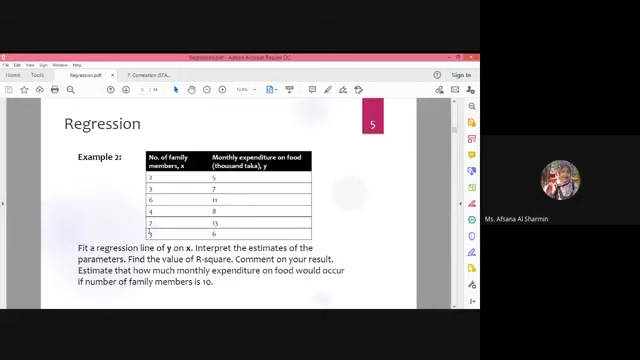 Regression.pdf - Adobe Acrobat Reader DC
File Edit View Sign Window Help
Home Tools Regression.pdf × 7. Correlation (STA... Sign In
Regression
5
Example 2:
No. of family members, x Monthly expenditure on food (thousand taka), y
2 5
3 7
6 11
4 8
7 13
3 6
Fit a regression line of y on x. Interpret the estimates of the
parameters. Find the value of R-square. Comment on your result.
Estimate that how much monthly expenditure on food would occur
if number of family members is 10.
Ms. Afsana Al Sharmin